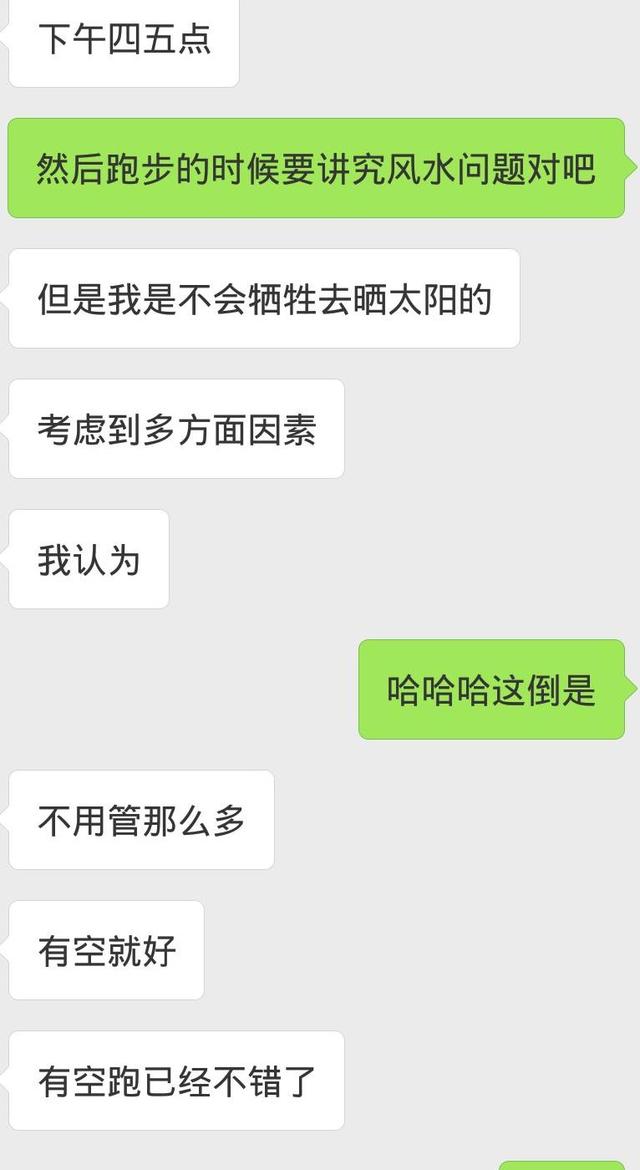 下午四五点
然后跑步的时候要讲究风水问题对吧
但是我是不会牺牲去晒太阳的
考虑到多方面因素
我认为
哈哈哈这倒是
不用管那么多
有空就好
有空跑已经不错了